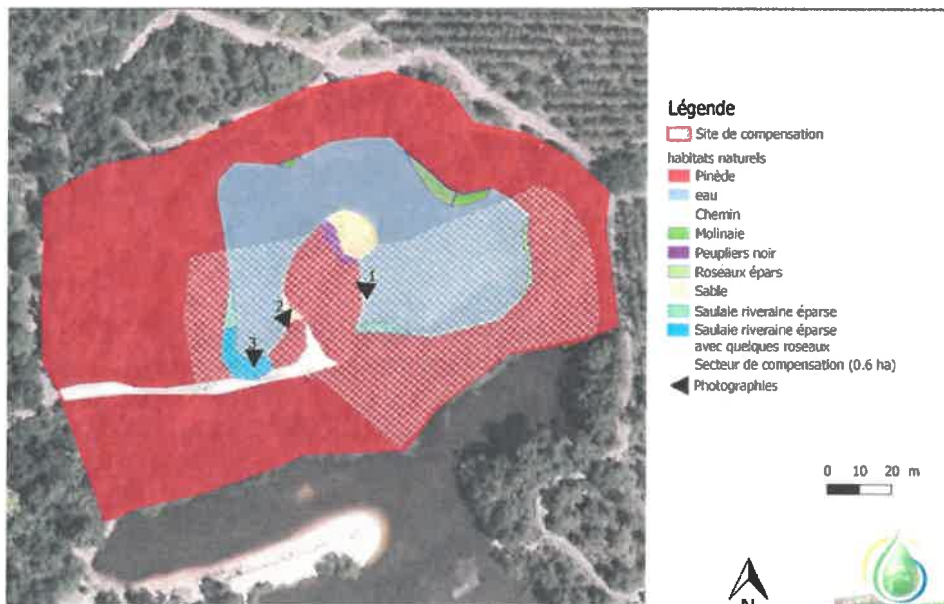 1
2
3
Légende
Site de compensation
habitats naturels
Pinède
eau
Chemin
Molinaie
Peupliers noir
Roseaux épars
Sable
Saulaie riveraine éparse
Saulaie riveraine éparse
avec quelques roseaux
Secteur de compensation (0.6 ha)
Photographies
0 10 20 m
N